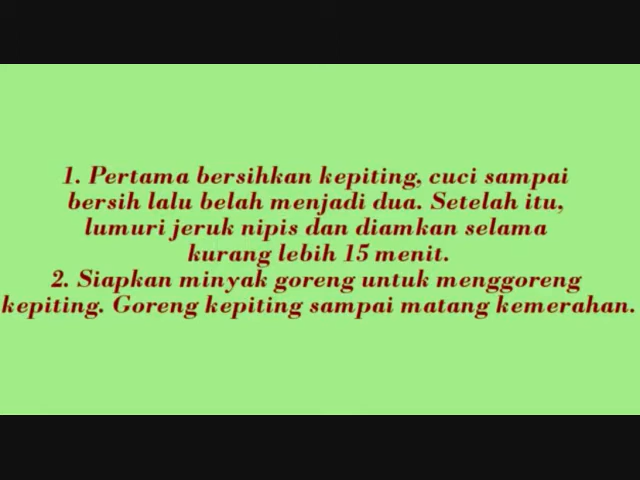 1. Pertama bersihkan kepiting, cuci sampai
bersih lalu belah menjadi dua. Setelah itu,
lumuri jeruk nipis dan diamkan selama
kurang lebih 15 menit.
2. Siapkan minyak goreng untuk menggoreng
kepiting. Goreng kepiting sampai matang kemerahan.